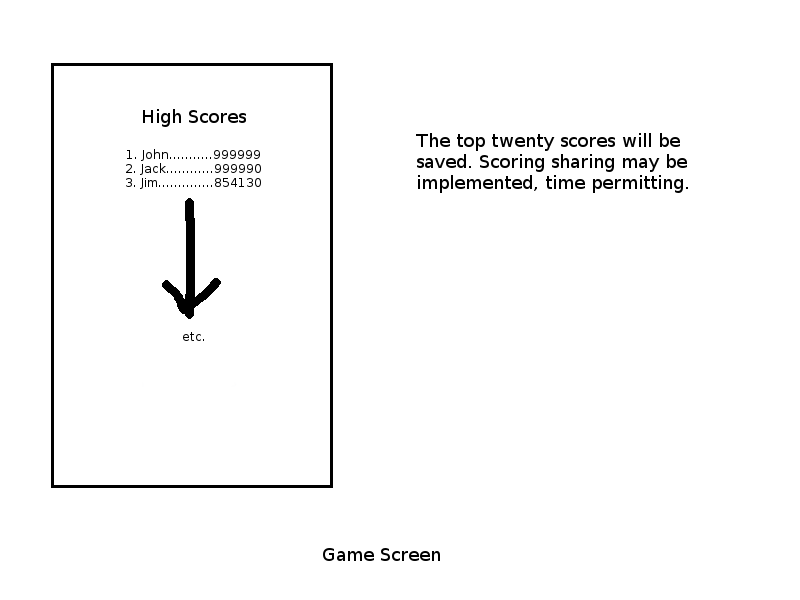 High Scores
1. John...........999999
2. Jack............999990
3. Jim..............854130
etc.
The top twenty scores will be
saved. Scoring sharing may be
implemented, time permitting.
Game Screen